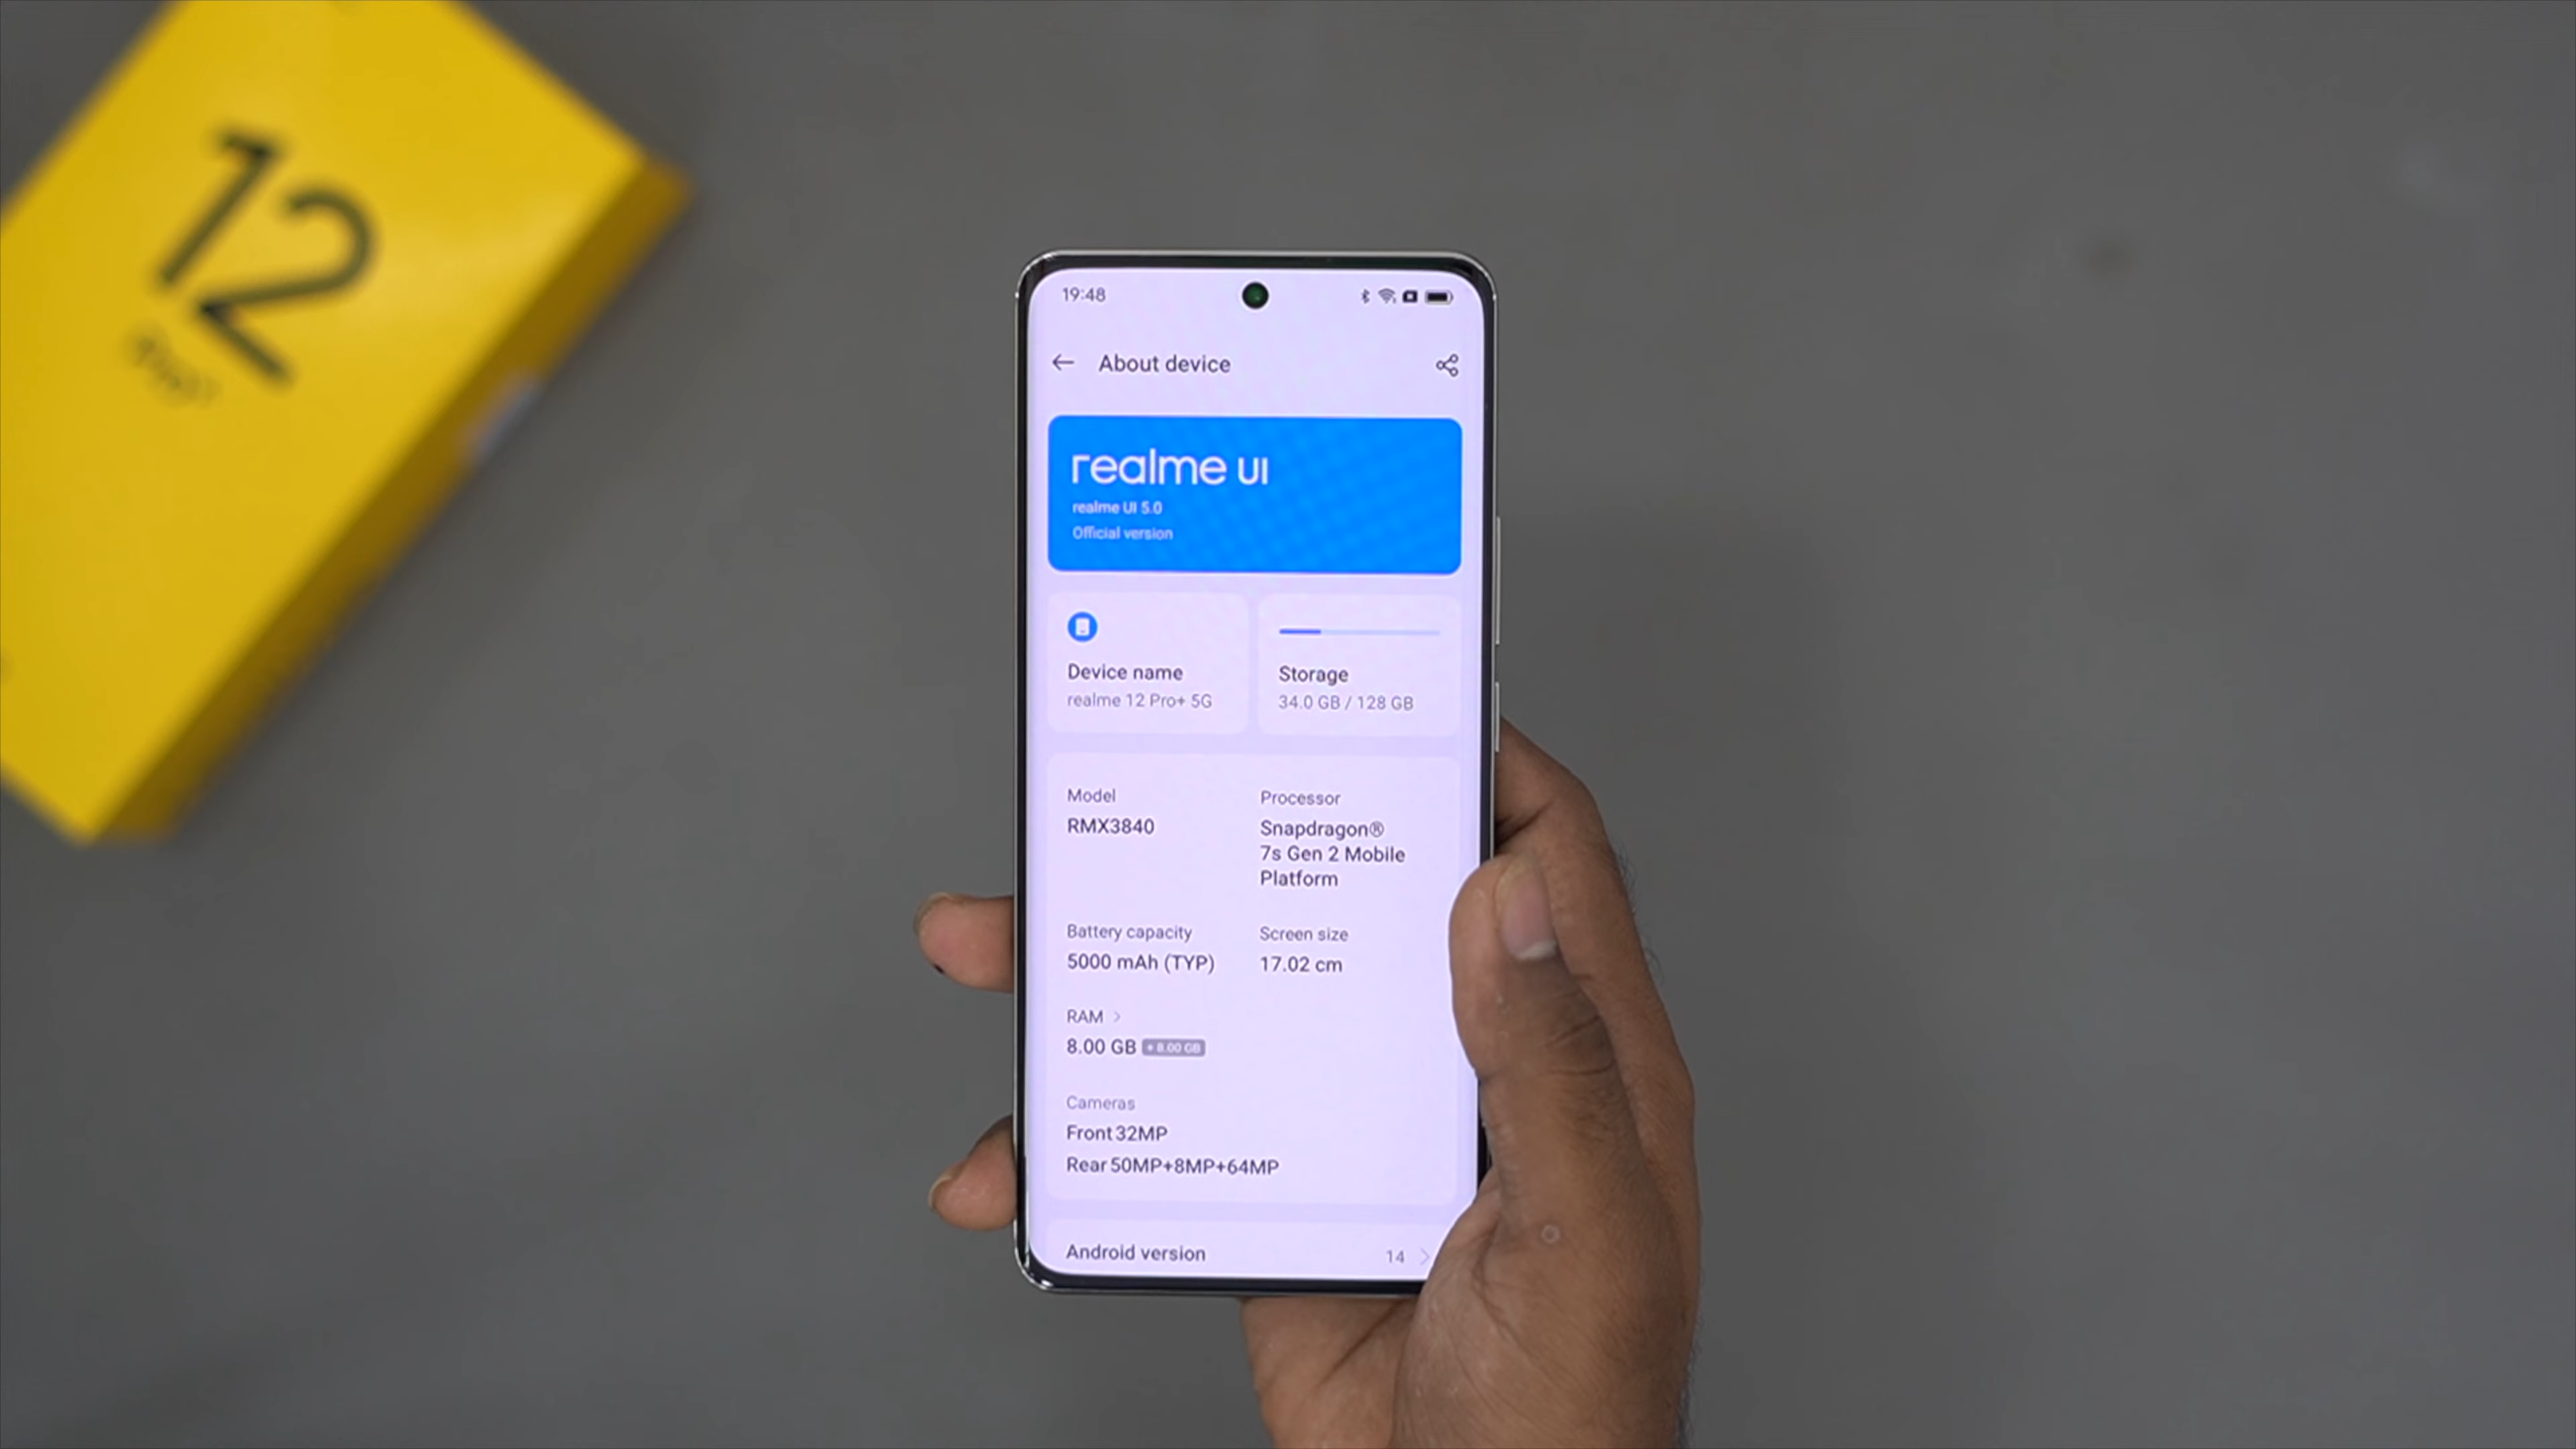 12
Pro+
19:48
About device
realme UI
realme UI 5.0
Official version
Device name
realme 12 Pro+ 5G
Storage
34.0 GB / 128 GB
Model
RMX3840
Processor
Snapdragon®
7s Gen 2 Mobile
Platform
Battery capacity
5000 mAh (TYP)
Screen size
17.02 cm
RAM >
8.00 GB + 8.00 GB
Cameras
Front 32MP
Rear 50MP+8MP+64MP
Android version 14 >